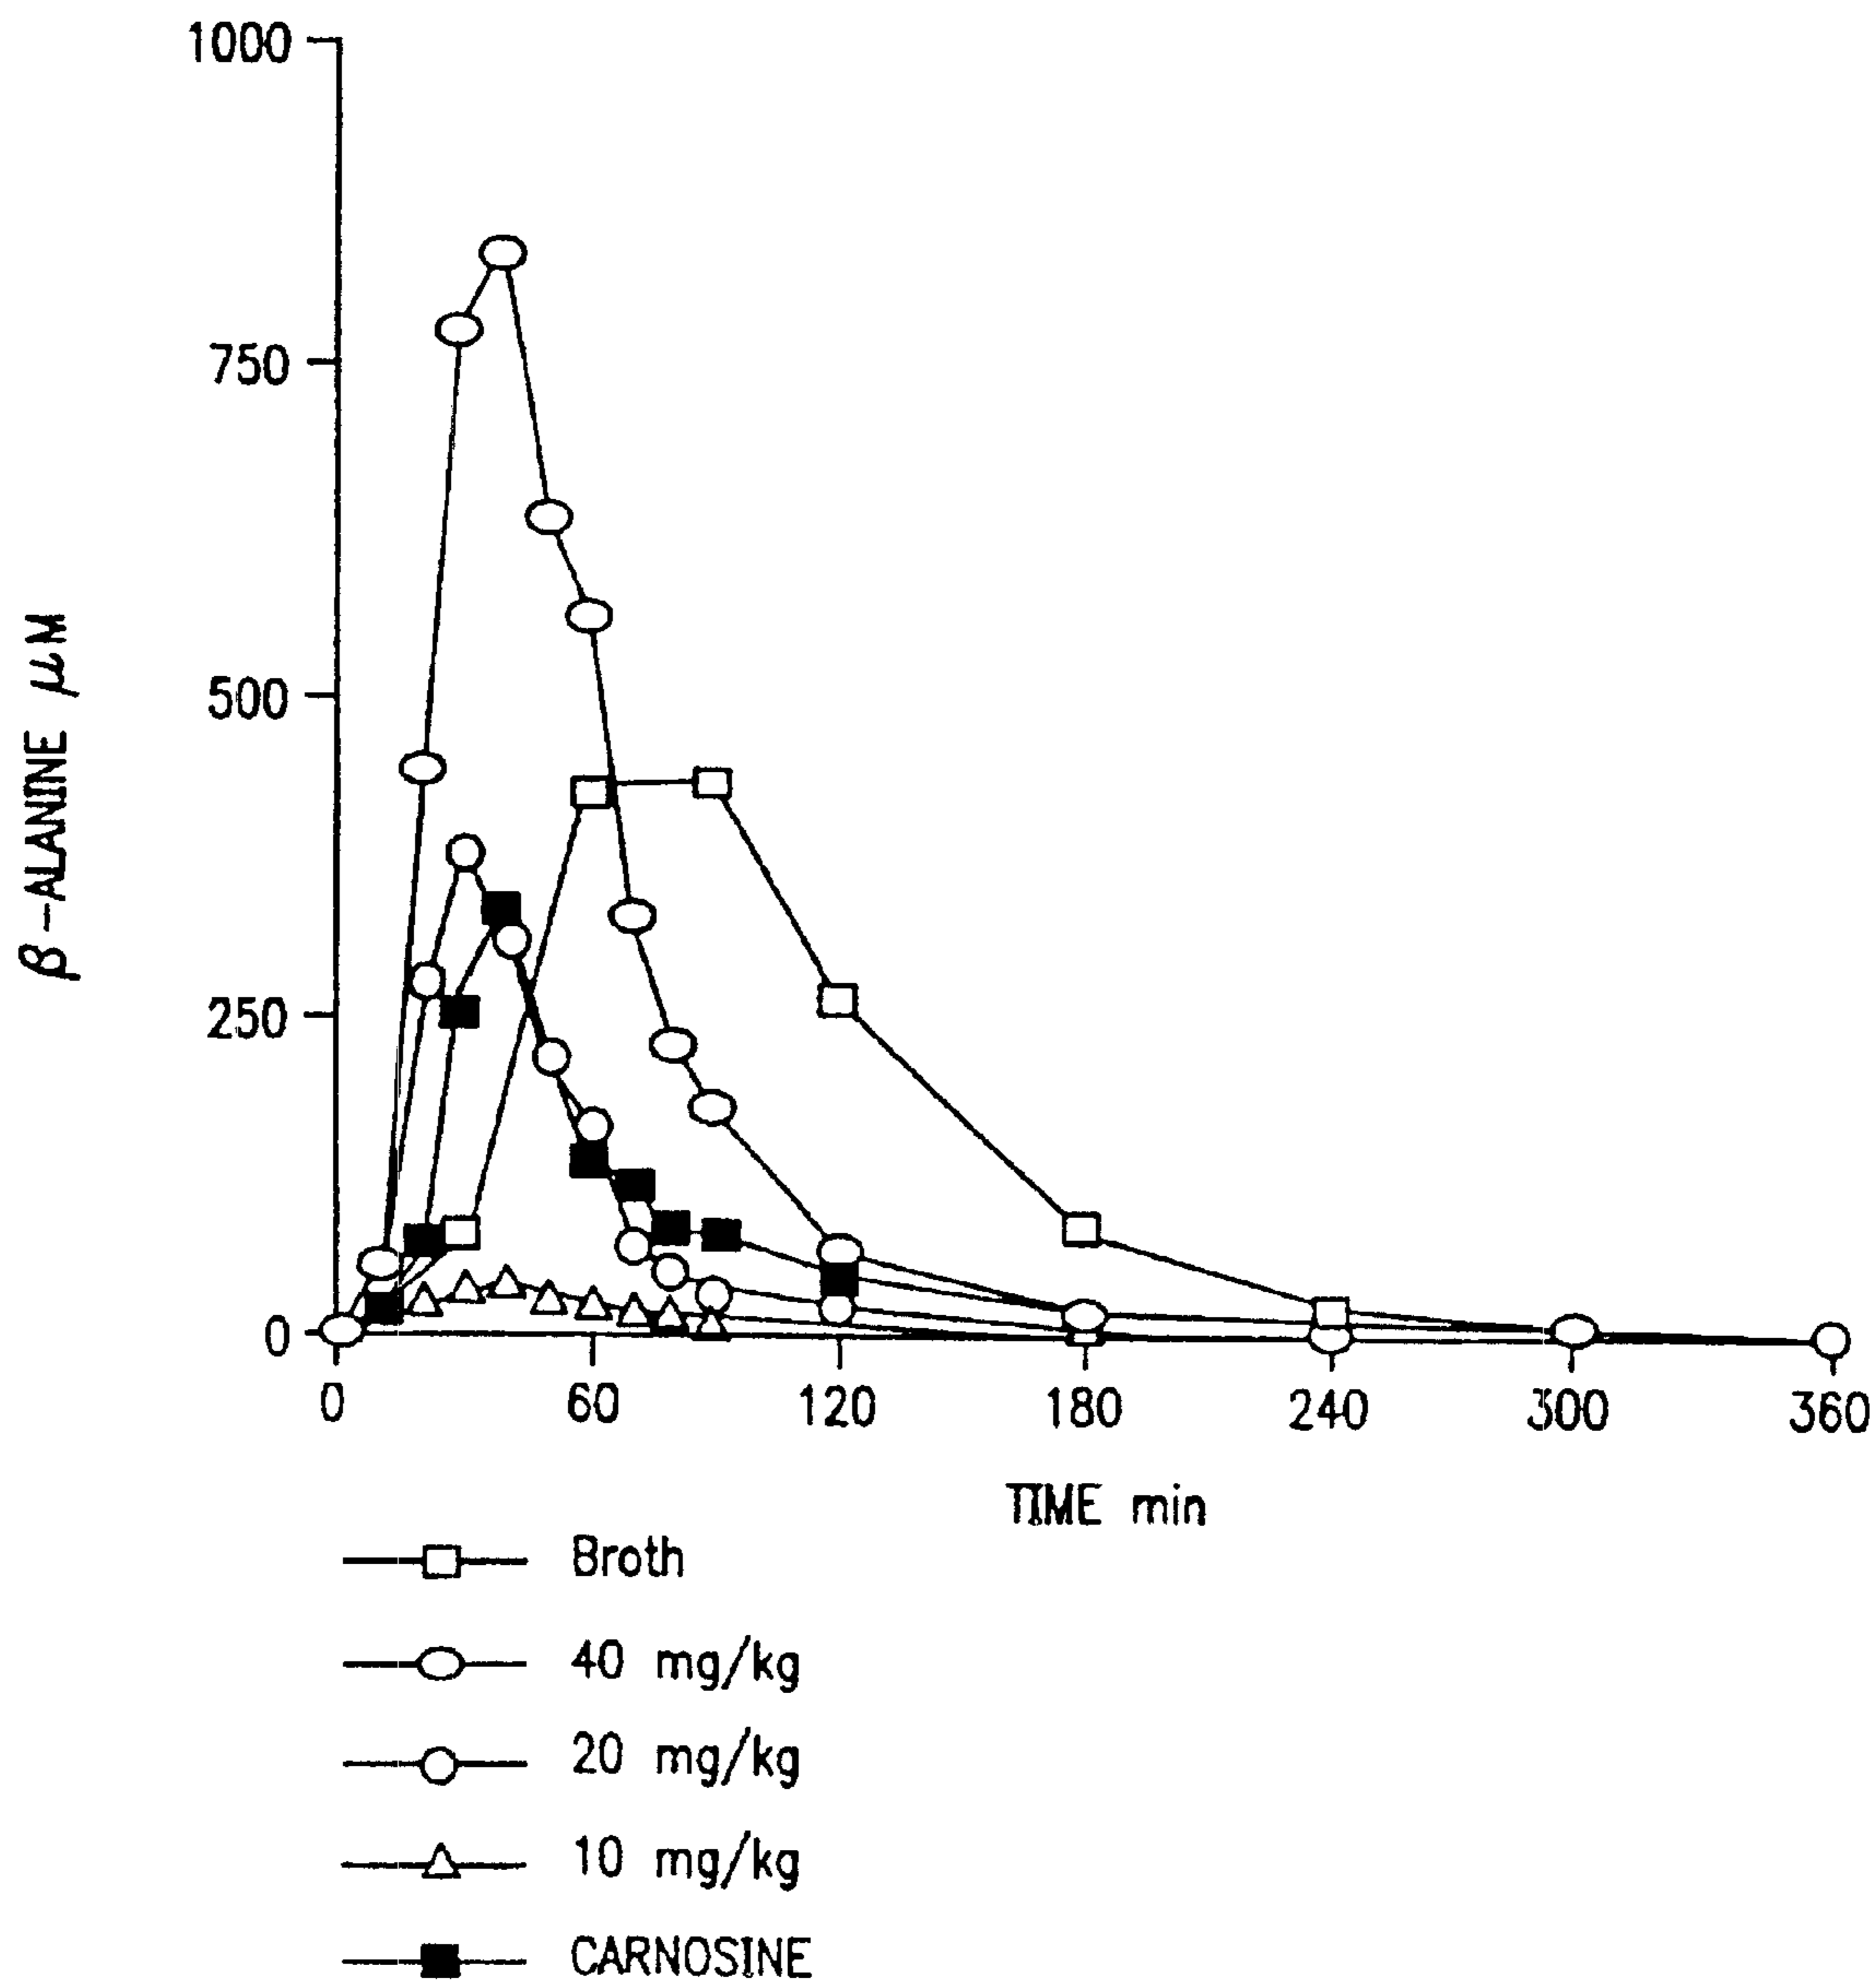 1000
750
500
250
0
β-ALANINE μM
0 60 120 180 240 300 360
TIME min
Broth
40 mg/kg
20 mg/kg
10 mg/kg
CARNOSINE